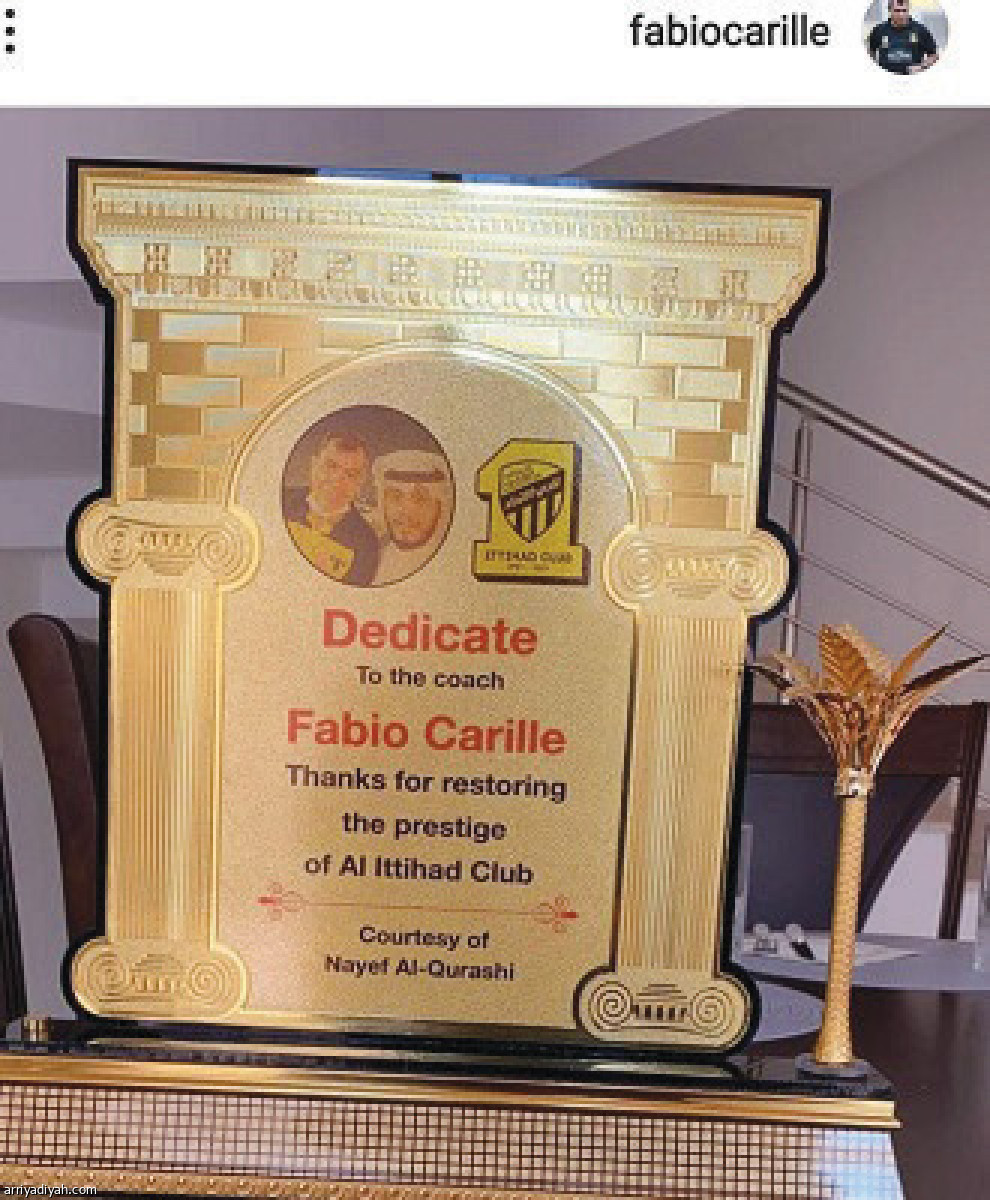 fabiocarille
ITTIHAD CLUB
Dedicate
To the coach
Fabio Carille
Thanks for restoring
the prestige
of Al Ittihad Club
Courtesy of
Nayef Al-Qurashi
arriyadiyah.com